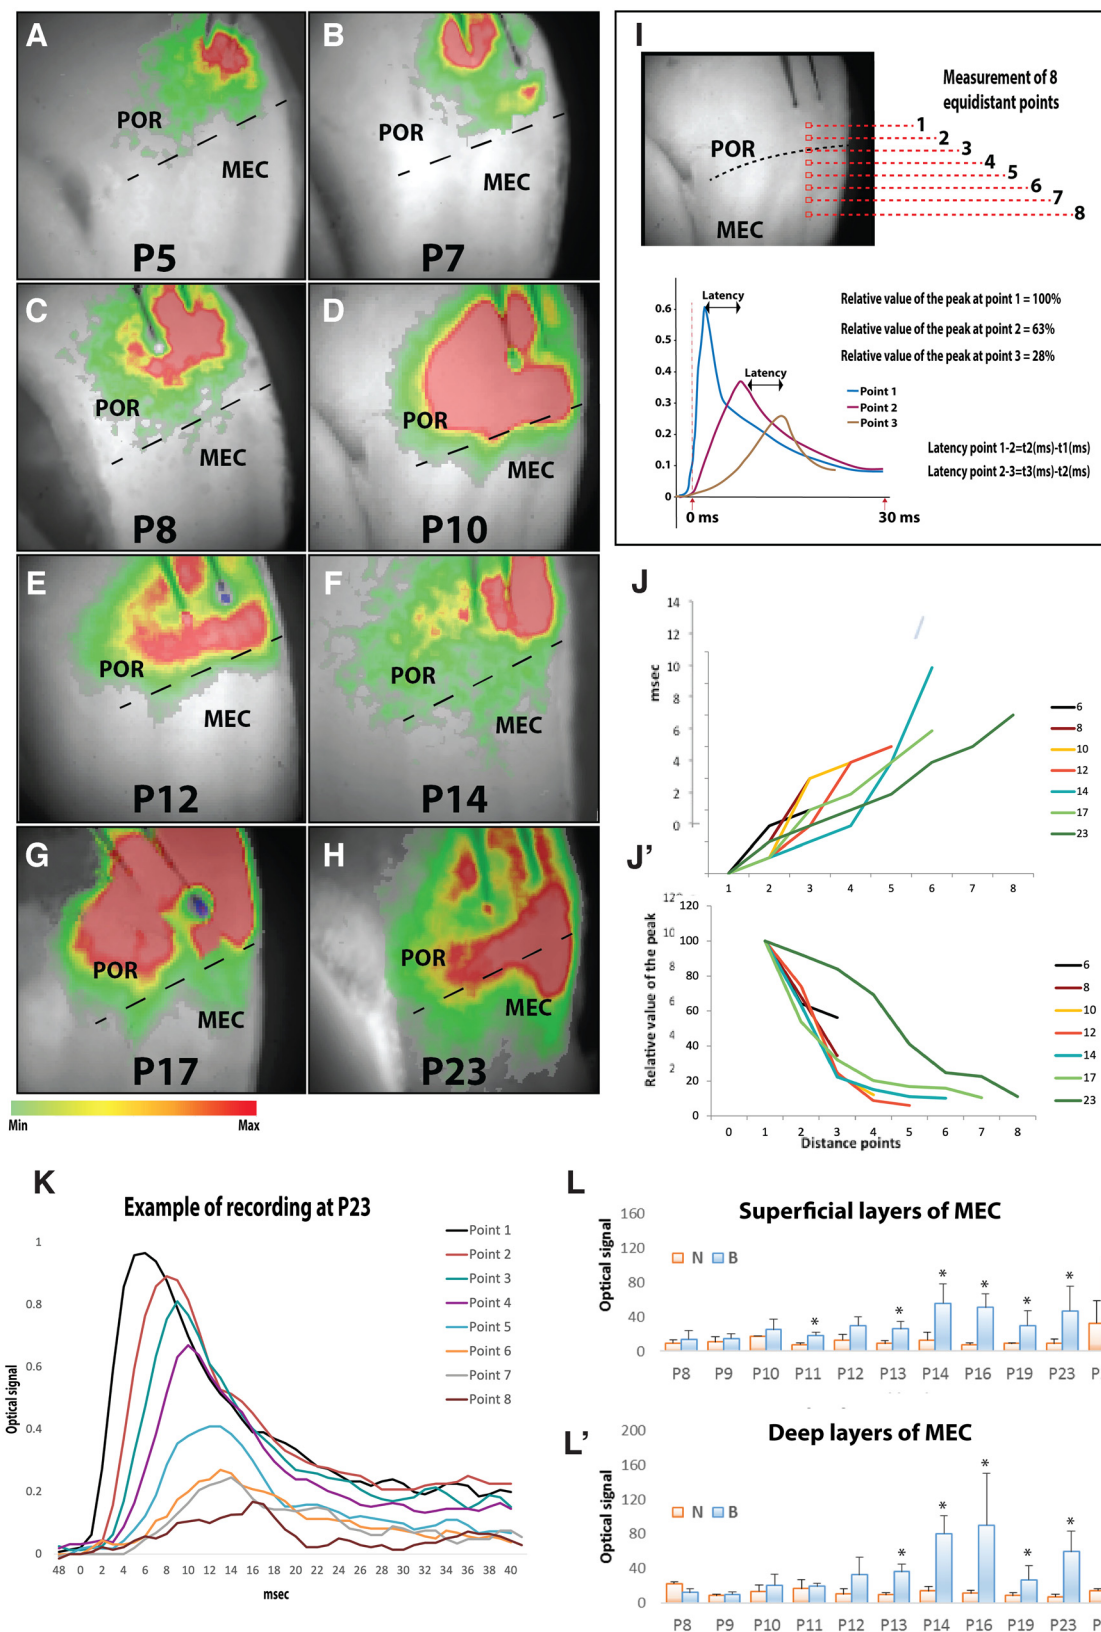 A
POR
MEC
P5
B
POR
MEC
P7
C
POR
MEC
P8
D
POR
MEC
P10
E
POR
MEC
P12
F
POR
MEC
P14
G
POR
MEC
P17
H
POR
MEC
P23
Min Max
I
Measurement of 8
equidistant points
POR
MEC
1
2
3
4
5
6
7
8
Latency
Latency
0.6
0.5
0.4
0.3
0.2
0.1
0
0 ms 30 ms
Point 1
Point 2
Point 3
Relative value of the peak at point 1 = 100%
Relative value of the peak at point 2 = 63%
Relative value of the peak at point 3 = 28%
Latency point 1-2=t2(ms)-t1(ms)
Latency point 2-3=t3(ms)-t2(ms)
J
msec
14
12
10
8
6
4
2
0
1 2 3 4 5 6 7 8
6
8
10
12
14
17
23
J'
Relative value of the peak
120
100
80
60
40
20
0
0 1 2 3 4 5 6 7 8
Distance points
6
8
10
12
14
17
23
K
Example of recording at P23
Optical signal
1
0.8
0.6
0.4
0.2
0
48 0 2 4 6 8 10 12 14 16 18 20 22 24 26 28 30 32 34 36 38 40
msec
Point 1
Point 2
Point 3
Point 4
Point 5
Point 6
Point 7
Point 8
L
Superficial layers of MEC
Optical signal
160
120
80
40
0
N B
* * * * * *
P8 P9 P10 P11 P12 P13 P14 P16 P19 P23 P
L'
Deep layers of MEC
Optical signal
200
160
120
80
40
0
N B
* * * * *
P8 P9 P10 P11 P12 P13 P14 P16 P19 P23 P